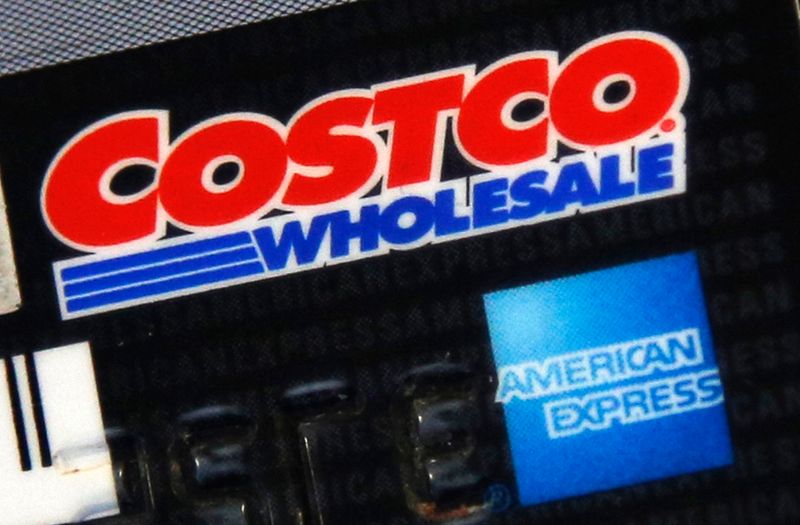 COSTCO
WHOLESALE
AMERICAN
EXPRESS
®